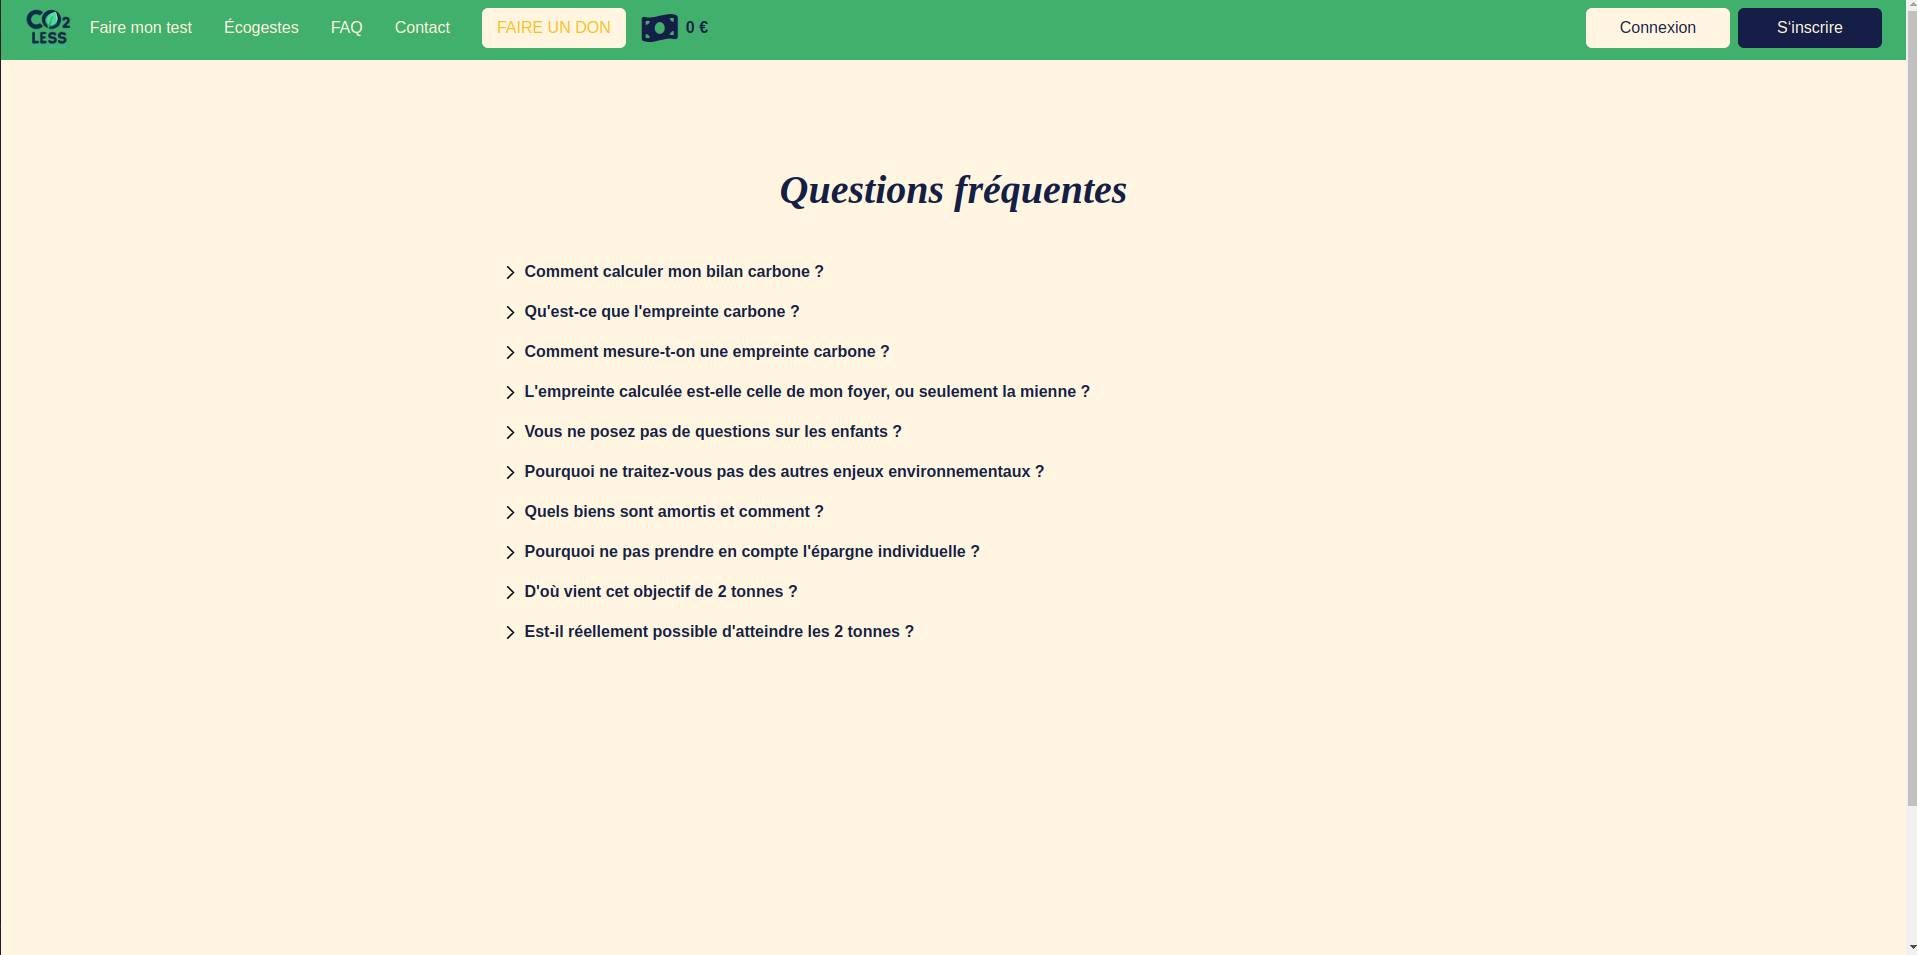 CO2
LESS
Faire mon test
Écogestes
FAQ
Contact
FAIRE UN DON
0 €
Connexion
S'inscrire
Questions fréquentes
Comment calculer mon bilan carbone ?
Qu'est-ce que l'empreinte carbone ?
Comment mesure-t-on une empreinte carbone ?
L'empreinte calculée est-elle celle de mon foyer, ou seulement la mienne ?
Vous ne posez pas de questions sur les enfants ?
Pourquoi ne traitez-vous pas des autres enjeux environnementaux ?
Quels biens sont amortis et comment ?
Pourquoi ne pas prendre en compte l'épargne individuelle ?
D'où vient cet objectif de 2 tonnes ?
Est-il réellement possible d'atteindre les 2 tonnes ?